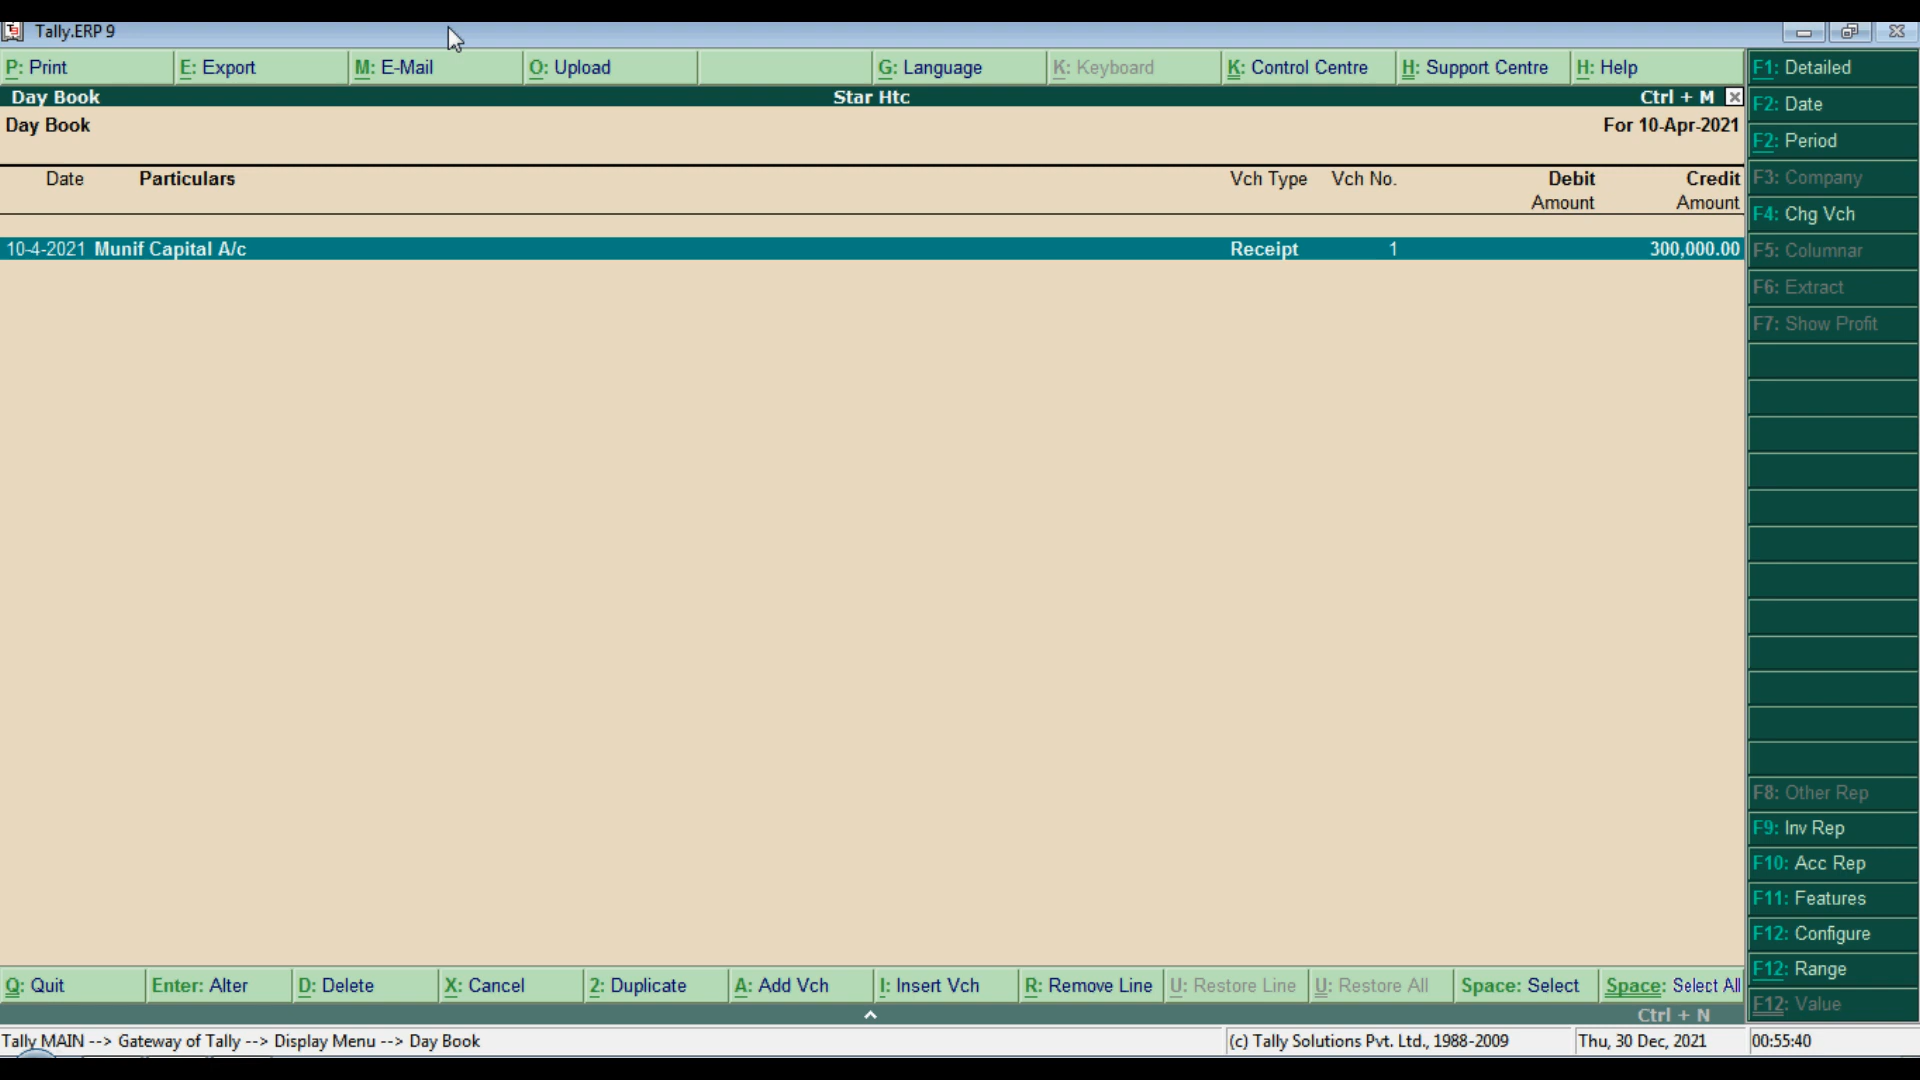 Tally.ERP 9
P: Print E: Export M: E-Mail O: Upload G: Language K: Keyboard K: Control Centre H: Support Centre H: Help
Day Book Star Htc Ctrl + M
Day Book For 10-Apr-2021
Date Particulars Vch Type Vch No. Debit Credit
Amount Amount
10-4-2021 Munif Capital A/c Receipt 1 300,000.00
F1: Detailed
F2: Date
F2: Period
F3: Company
F4: Chg Vch
F5: Columnar
F6: Extract
F7: Show Profit
F8: Other Rep
F9: Inv Rep
F10: Acc Rep
F11: Features
F12: Configure
F12: Range
F12: Value
Q: Quit Enter: Alter D: Delete X: Cancel 2: Duplicate A: Add Vch I: Insert Vch R: Remove Line U: Restore Line U: Restore All Space: Select Space: Select All
Ctrl + N
Tally MAIN --> Gateway of Tally --> Display Menu --> Day Book (c) Tally Solutions Pvt. Ltd., 1988-2009 Thu, 30 Dec, 2021 00:55:40